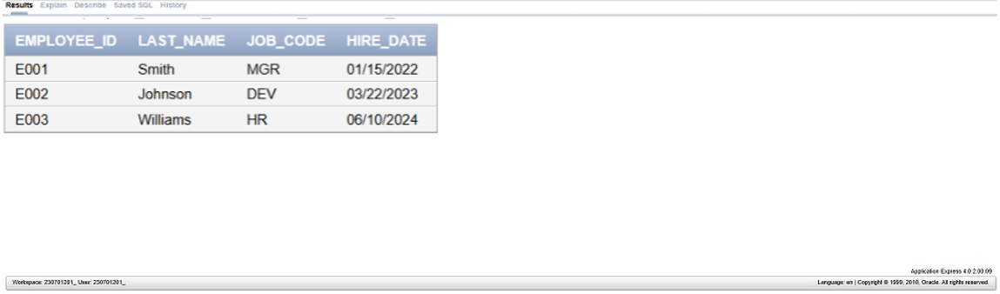 Results Explain Describe Saved SQL History
EMPLOYEE_ID LAST_NAME JOB_CODE HIRE_DATE
E001 Smith MGR 01/15/2022
E002 Johnson DEV 03/22/2023
E003 Williams HR 06/10/2024
Application Express 4.0.2.00.09
Workspace: 230701201_ User: 230701201_ Language: en | Copyright © 1999, 2010, Oracle. All rights reserved.